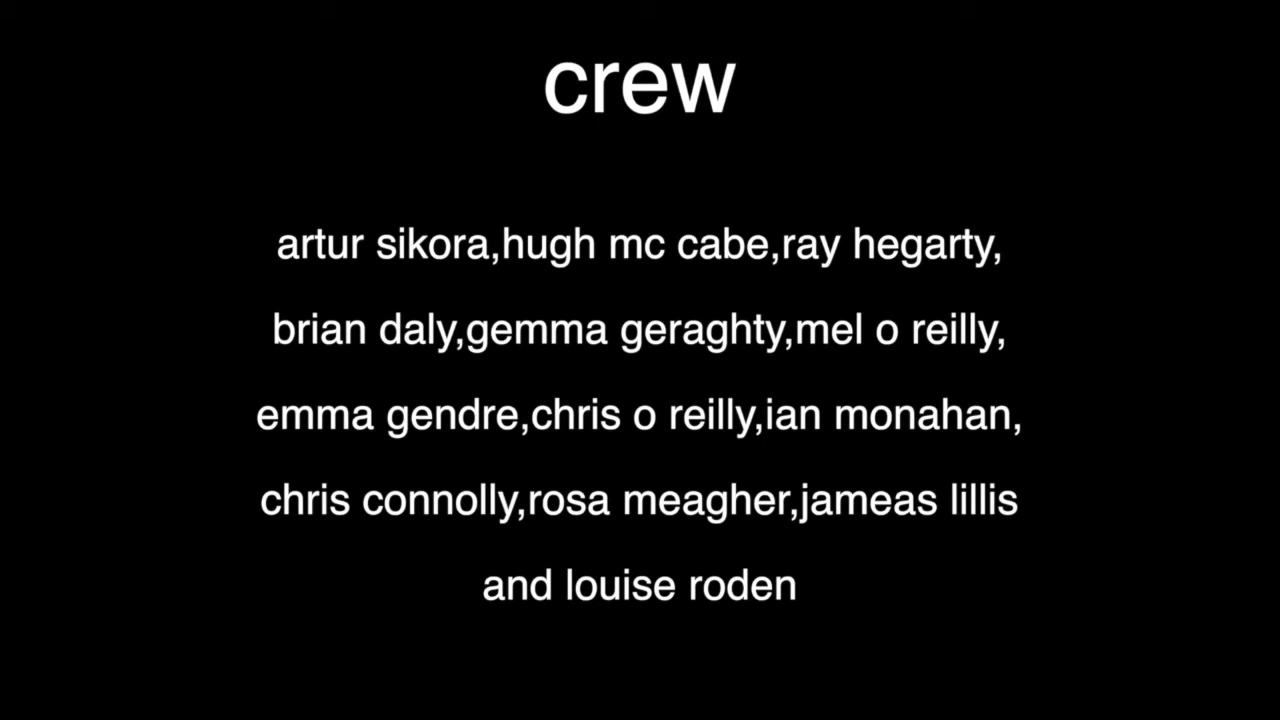 crew
artur sikora,hugh mc cabe,ray hegarty,
brian daly,gemma geraghty,mel o reilly,
emma gendre,chris o reilly,ian monahan,
chris connolly,rosa meagher,jameas lillis
and louise roden